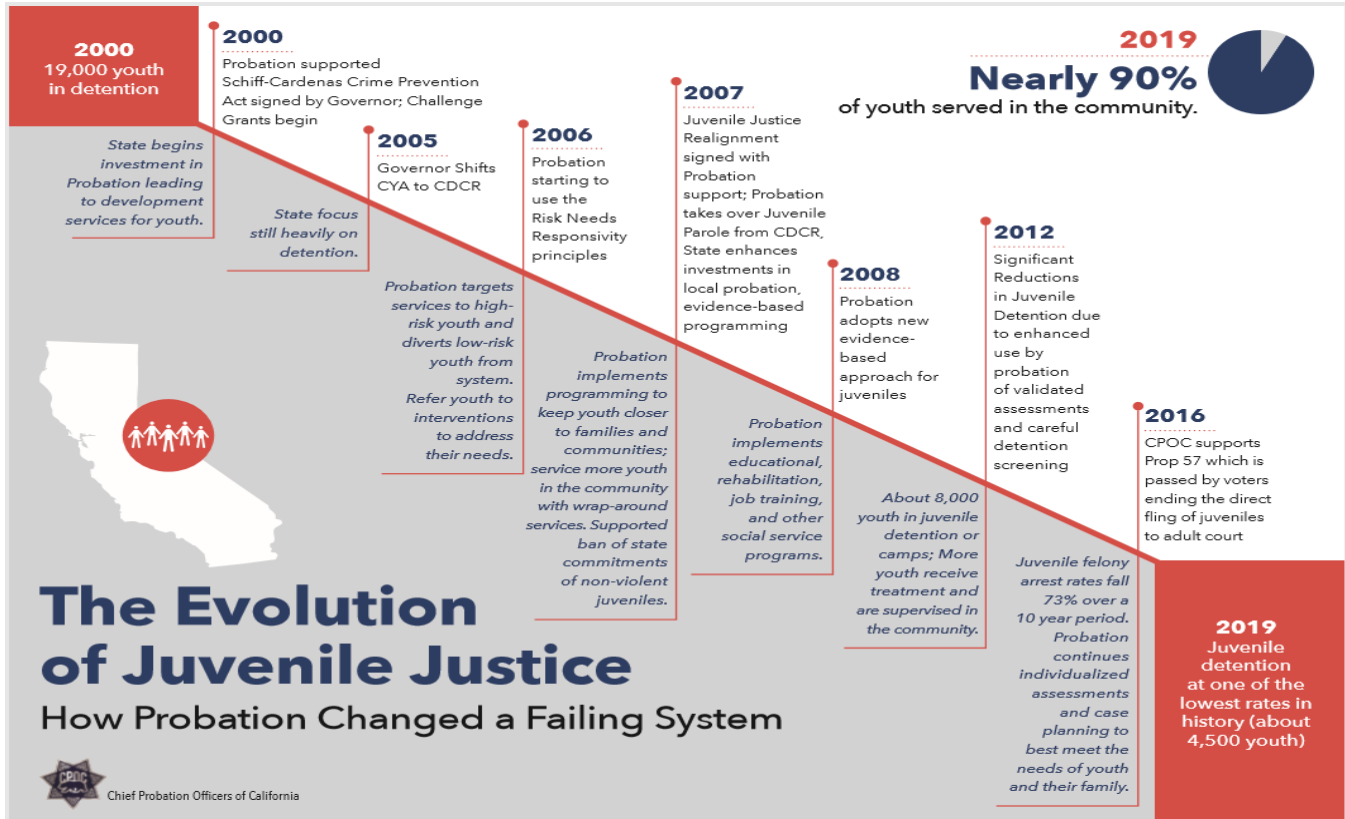 2000
19,000 youth
in detention
2000
Probation supported
Schiff-Cardenas Crime Prevention
Act signed by Governor; Challenge
Grants begin
State begins
investment in
Probation leading
to development
services for youth.
2005
Governor Shifts
CYA to CDCR
State focus
still heavily on
detention.
2006
Probation
starting to
use the
Risk Needs
Responsivity
principles
Probation targets
services to high-
risk youth and
diverts low-risk
youth from
system.
Refer youth to
interventions
to address
their needs.
2007
Juvenile Justice
Realignment
signed with
Probation
support; Probation
takes over Juvenile
Parole from CDCR,
State enhances
investments in
local probation,
evidence-based
programming
Probation
implements
programming to
keep youth closer
to families and
communities;
service more youth
in the community
with wrap-around
services. Supported
ban of state
commitments
of non-violent
juveniles.
2008
Probation
adopts new
evidence-
based
approach for
juveniles
Probation
implements
educational,
rehabilitation,
job training,
and other
social service
programs.
2012
Significant
Reductions
in Juvenile
Detention due
to enhanced
use by
probation
of validated
assessments
and careful
detention
screening
About 8,000
youth in juvenile
detention or
camps; More
youth receive
treatment and
are supervised in
the community.
2016
CPOC supports
Prop 57 which is
passed by voters
ending the direct
fling of juveniles
to adult court
Juvenile felony
arrest rates fall
73% over a
10 year period.
Probation
continues
individualized
assessments
and case
planning to
best meet the
needs of youth
and their family.
2019
Nearly 90%
of youth served in the community.
2019
Juvenile
detention
at one of the
lowest rates in
history (about
4,500 youth)
The Evolution
of Juvenile Justice
How Probation Changed a Failing System
CPOC
Chief Probation Officers of California